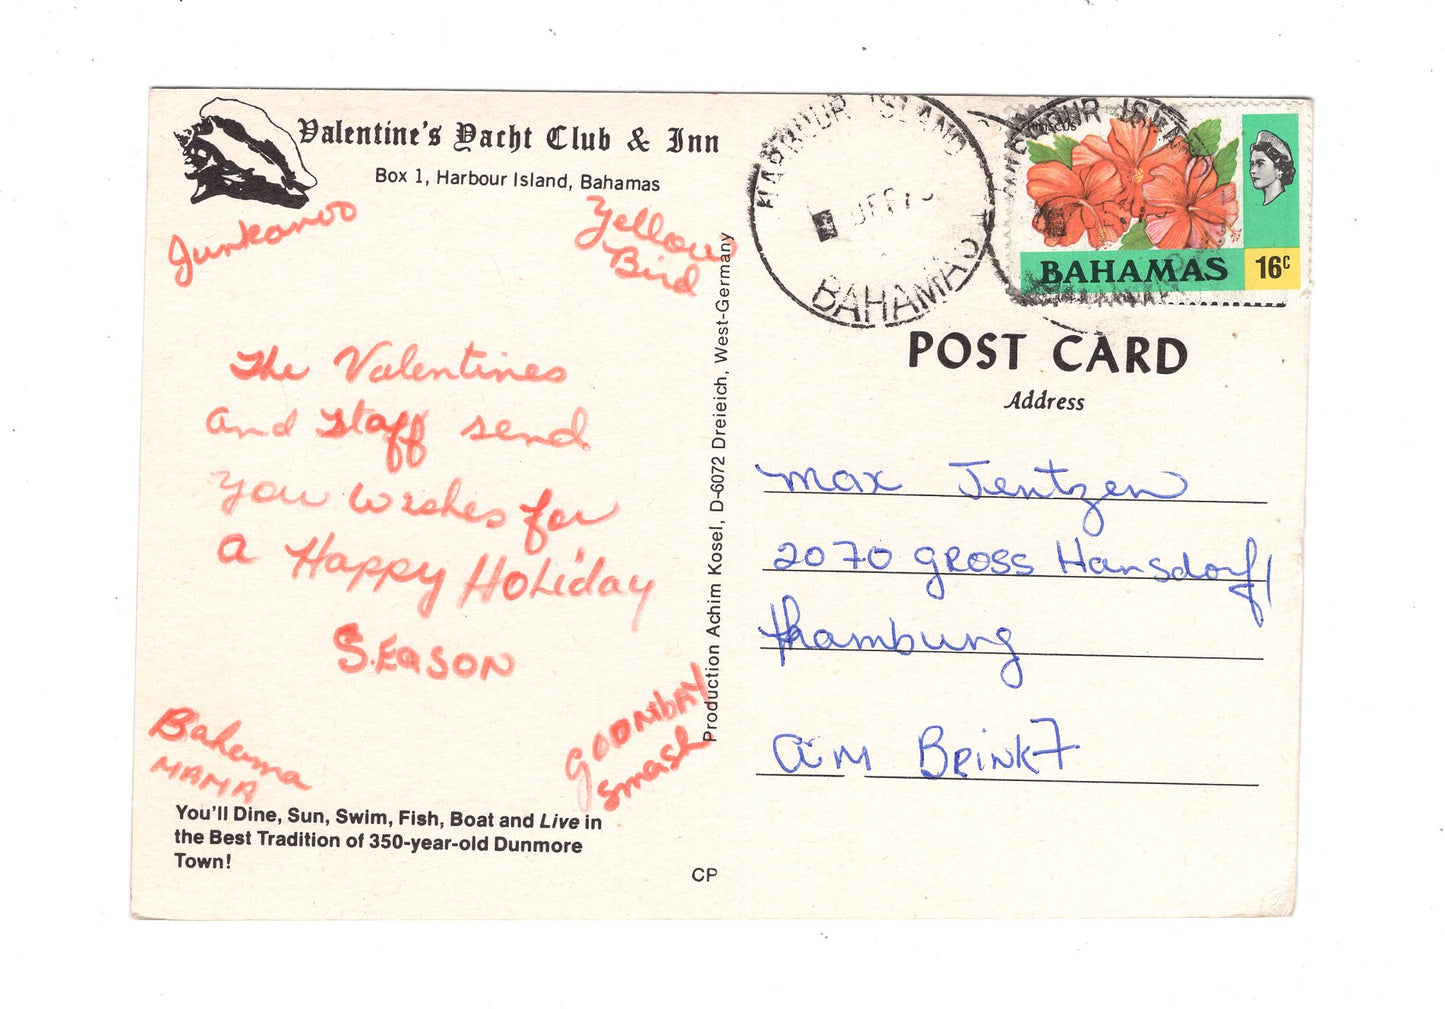 Valentine's Yacht Club & Inn
Box 1, Harbour Island, Bahamas
Junkanoo
Yellow
Bird
The Valentines
and staff send
you wishes for
a Happy Holiday
SEASON
Bahama
MAMA
GOOMBAY
Smash
You'll Dine, Sun, Swim, Fish, Boat and Live in
the Best Tradition of 350-year-old Dunmore
Town!
CP
Production Achim Kosel, D-6072 Dreieich, West-Germany
HARBOUR ISLAND
BAHAMAS
HARBOUR ISLAND
BAHAMAS 16c
POST CARD
Address
Max Jentzen
2070 GROSS Hansdorf/
Hamburg
am BRINK 7